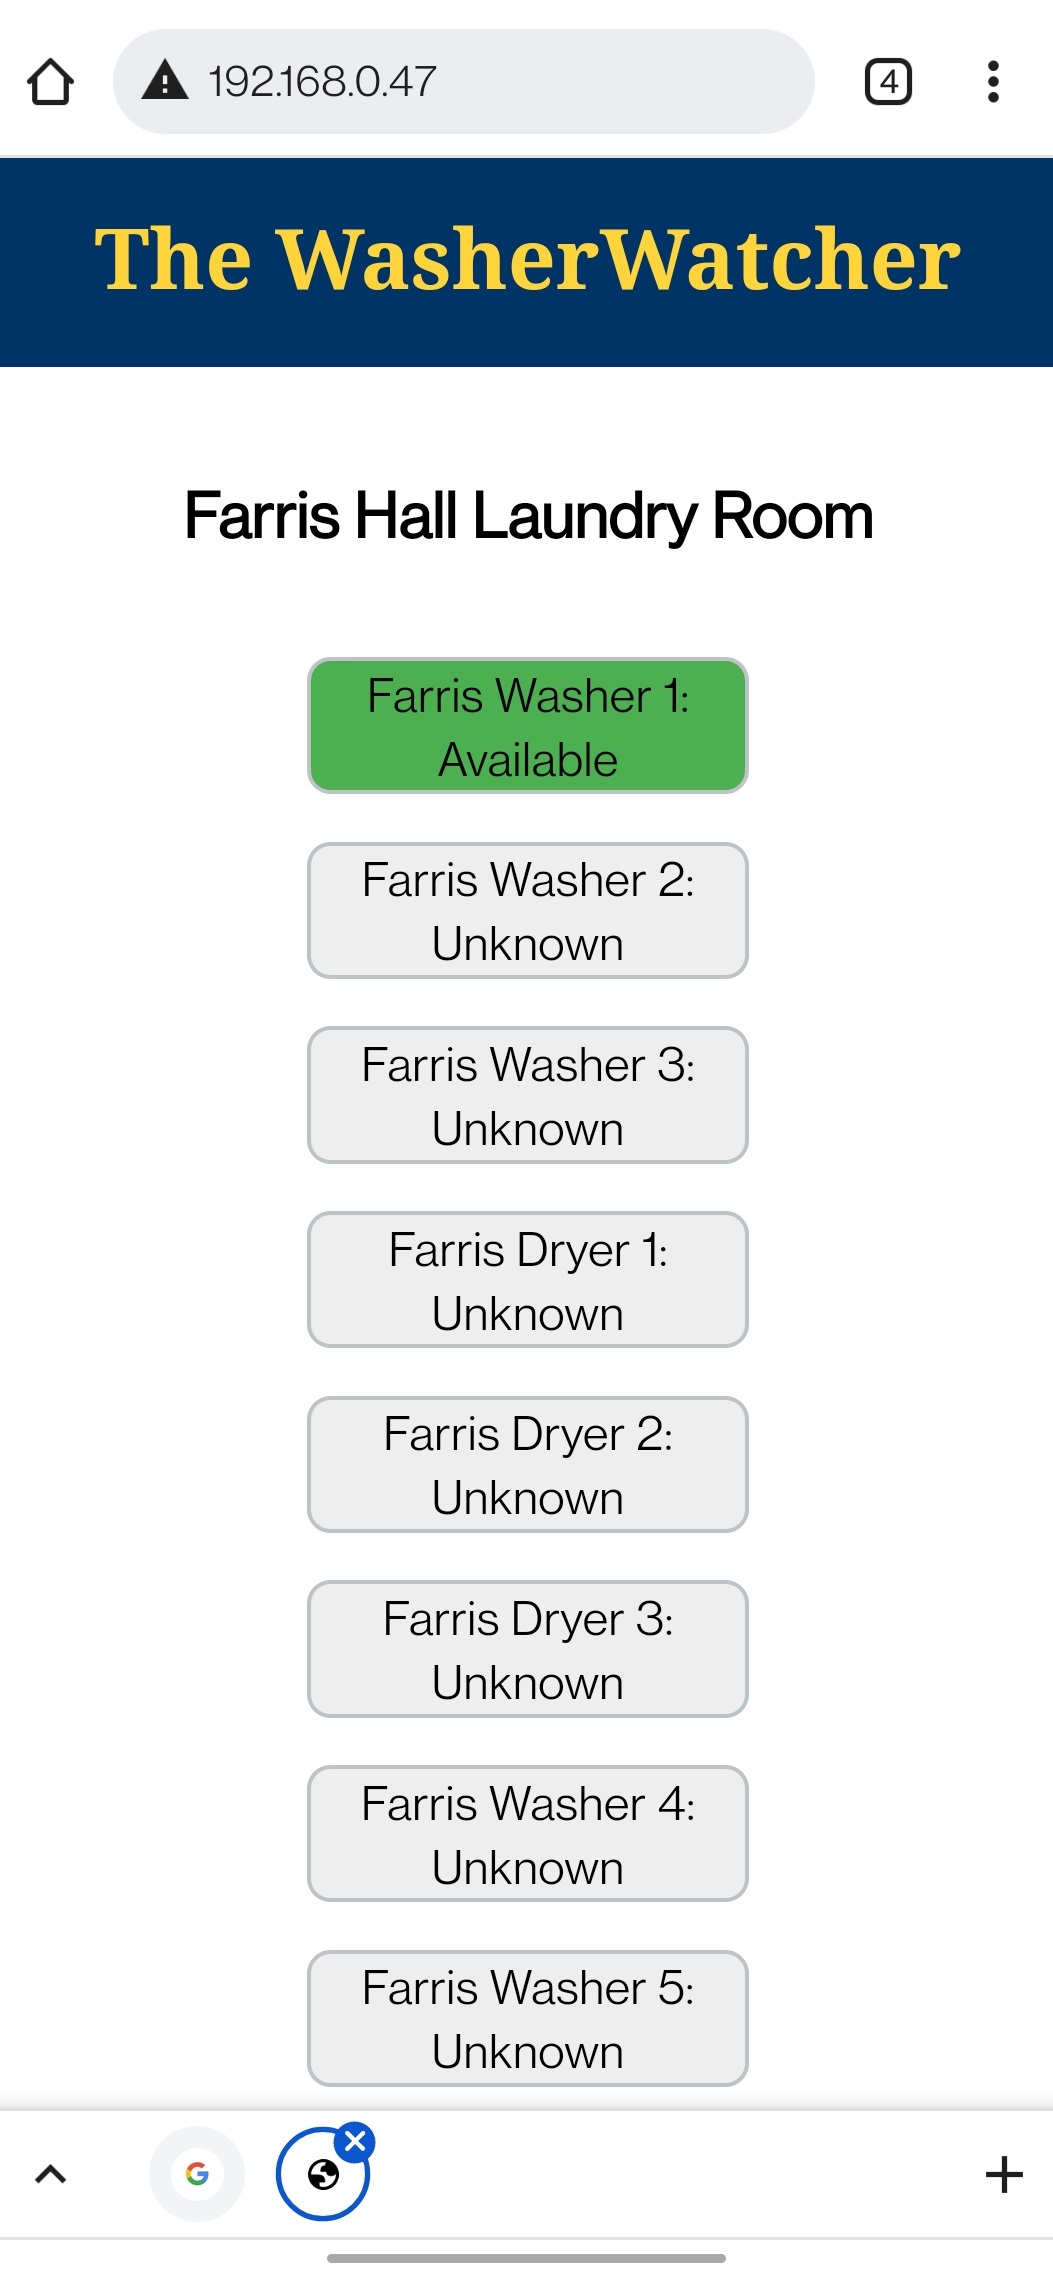 192.168.0.47
4
The WasherWatcher
Farris Hall Laundry Room
Farris Washer 1:
Available
Farris Washer 2:
Unknown
Farris Washer 3:
Unknown
Farris Dryer 1:
Unknown
Farris Dryer 2:
Unknown
Farris Dryer 3:
Unknown
Farris Washer 4:
Unknown
Farris Washer 5:
Unknown